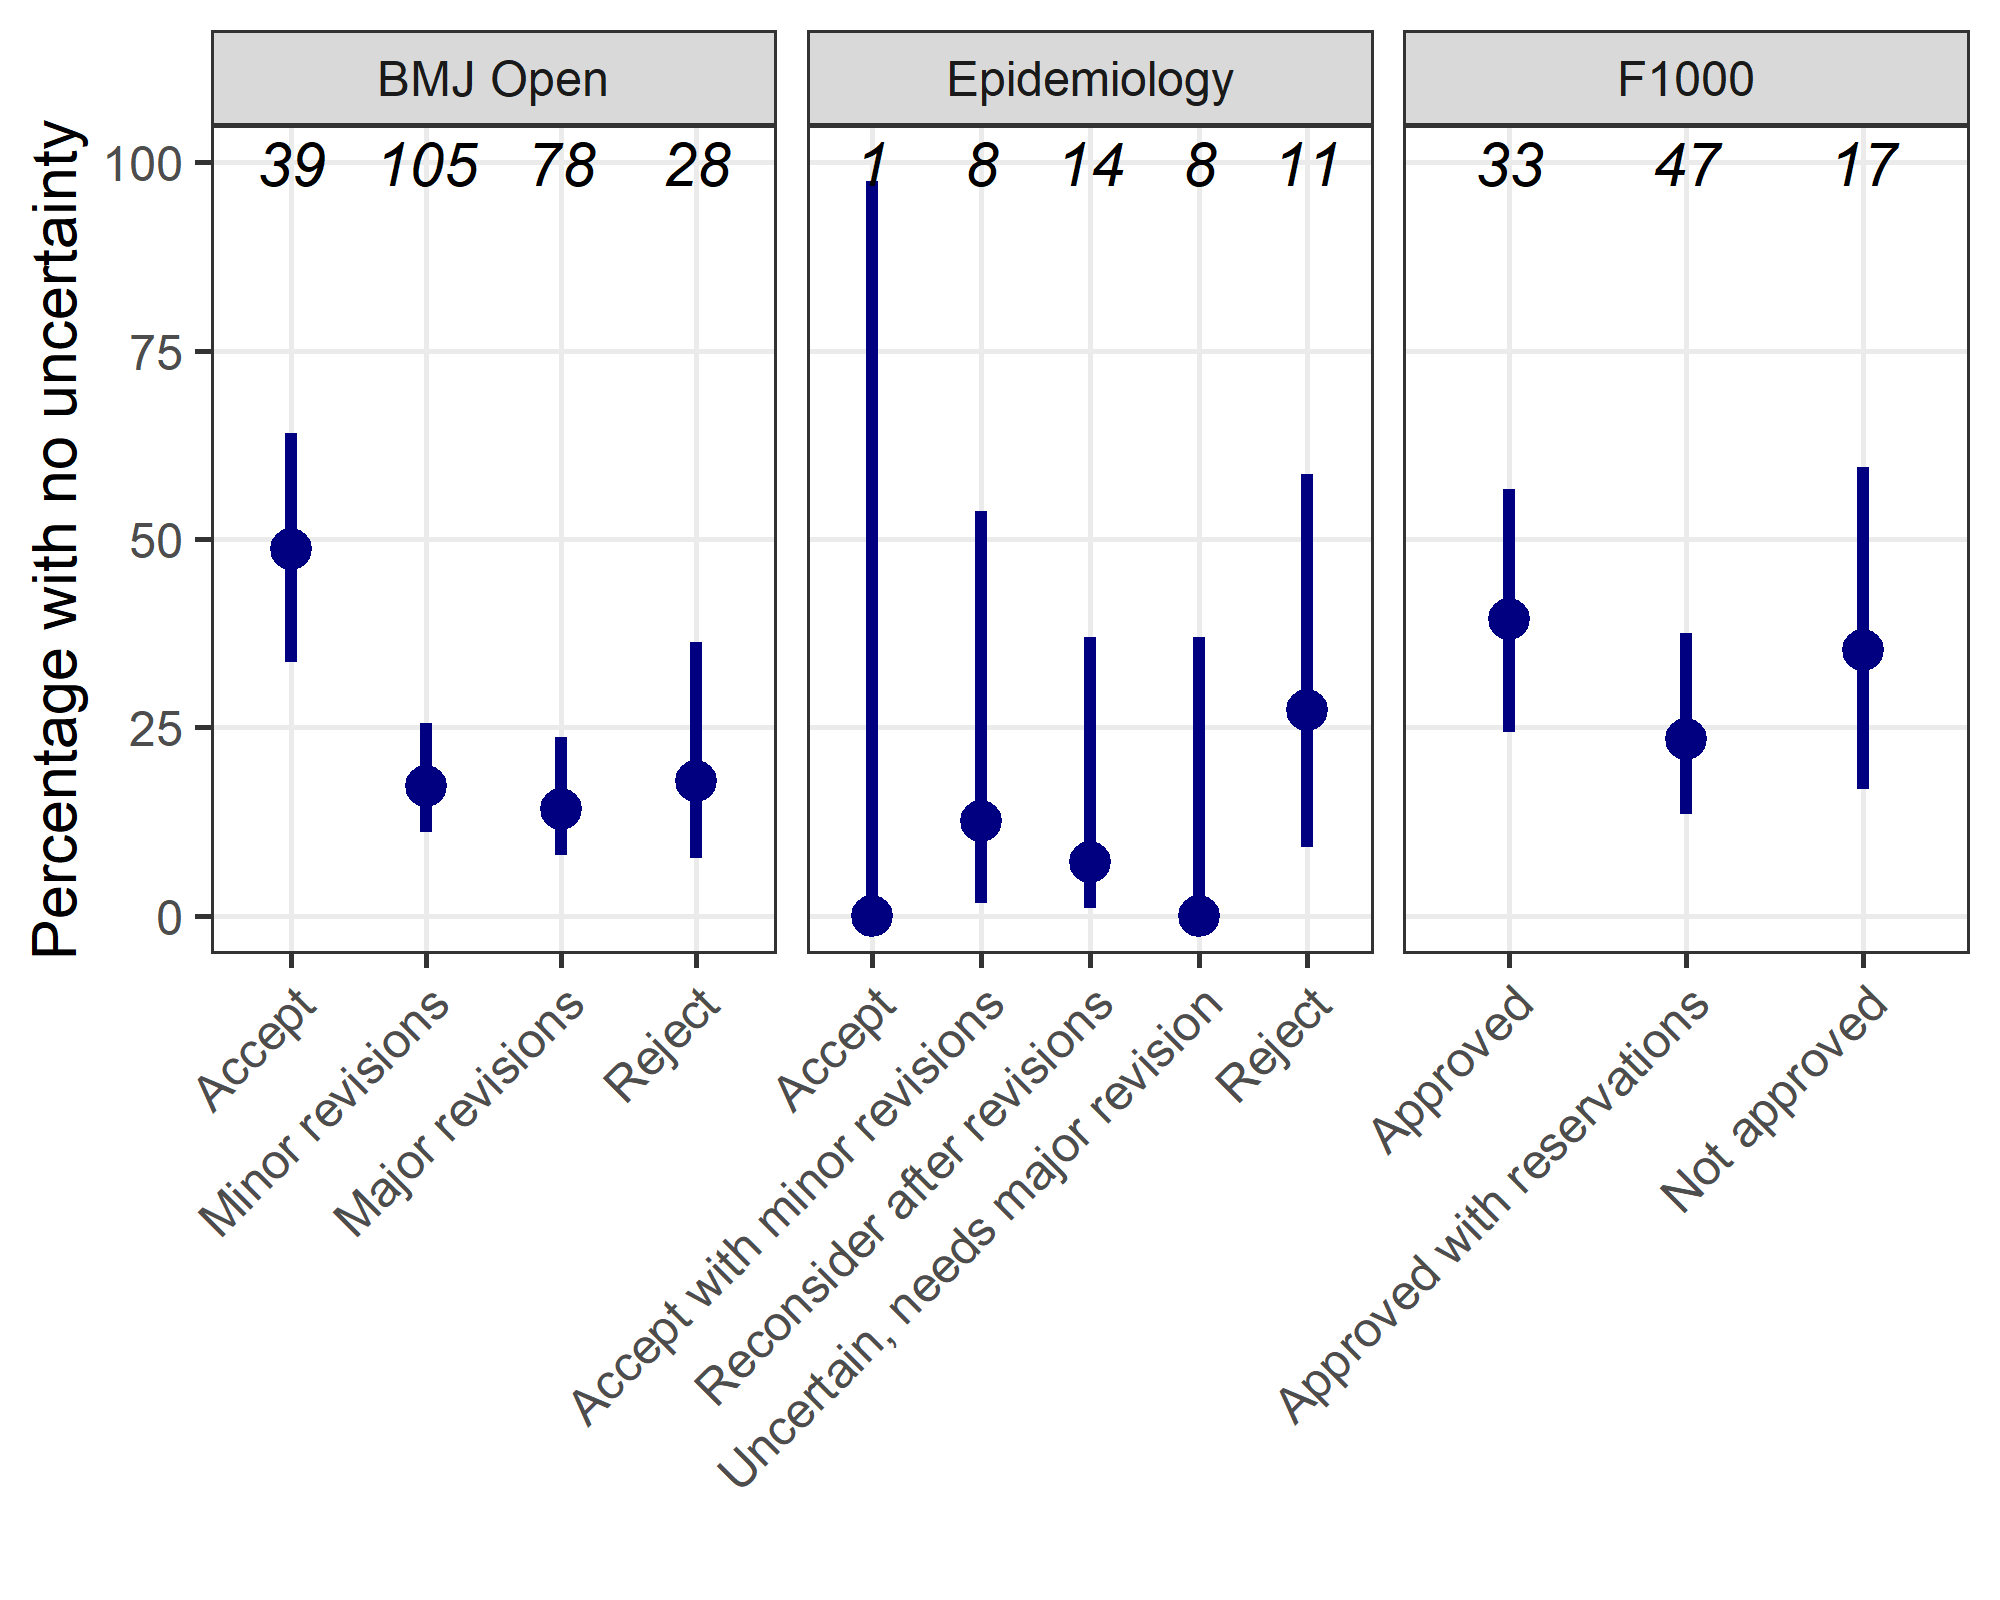 BMJ Open
Epidemiology
F1000
Percentage with no uncertainty
100
75
50
25
0
39 105 78 28
1 8 14 8 11
33 47 17
Accept
Minor revisions
Major revisions
Reject
Accept
Accept with minor revisions
Reconsider after revisions
Uncertain, needs major revision
Reject
Approved
Approved with reservations
Not approved